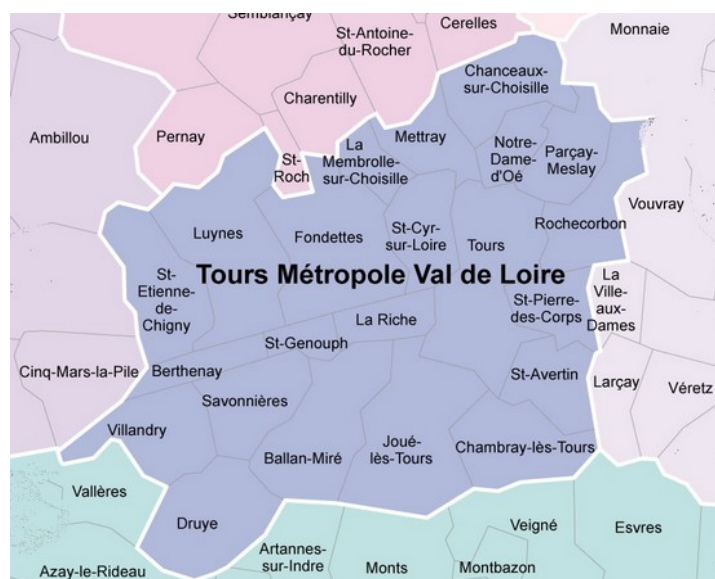 Semblançay
St-Antoine-
du-Rocher
Cerelles
Monnaie
Chanceaux-
sur-Choisille
Charentilly
Ambillou
Pernay
Mettray
La
Membrolle-
sur-Choisille
Notre-
Dame-
d'Oé
Parçay-
Meslay
St-
Roch
Vouvray
Luynes
Fondettes
St-Cyr-
sur-Loire
Tours
Rochecorbon
Tours Métropole Val de Loire
St-
Etienne-
de-
Chigny
La
Ville-
aux-
Dames
St-Pierre-
des-Corps
La Riche
St-Genouph
Cinq-Mars-la-Pile
Berthenay
St-Avertin
Larçay
Véretz
Savonnières
Villandry
Ballan-Miré
Joué-
lès-Tours
Chambray-lès-Tours
Vallères
Druye
Veigné
Esvres
Artannes-
sur-Indre
Azay-le-Rideau
Monts
Montbazon